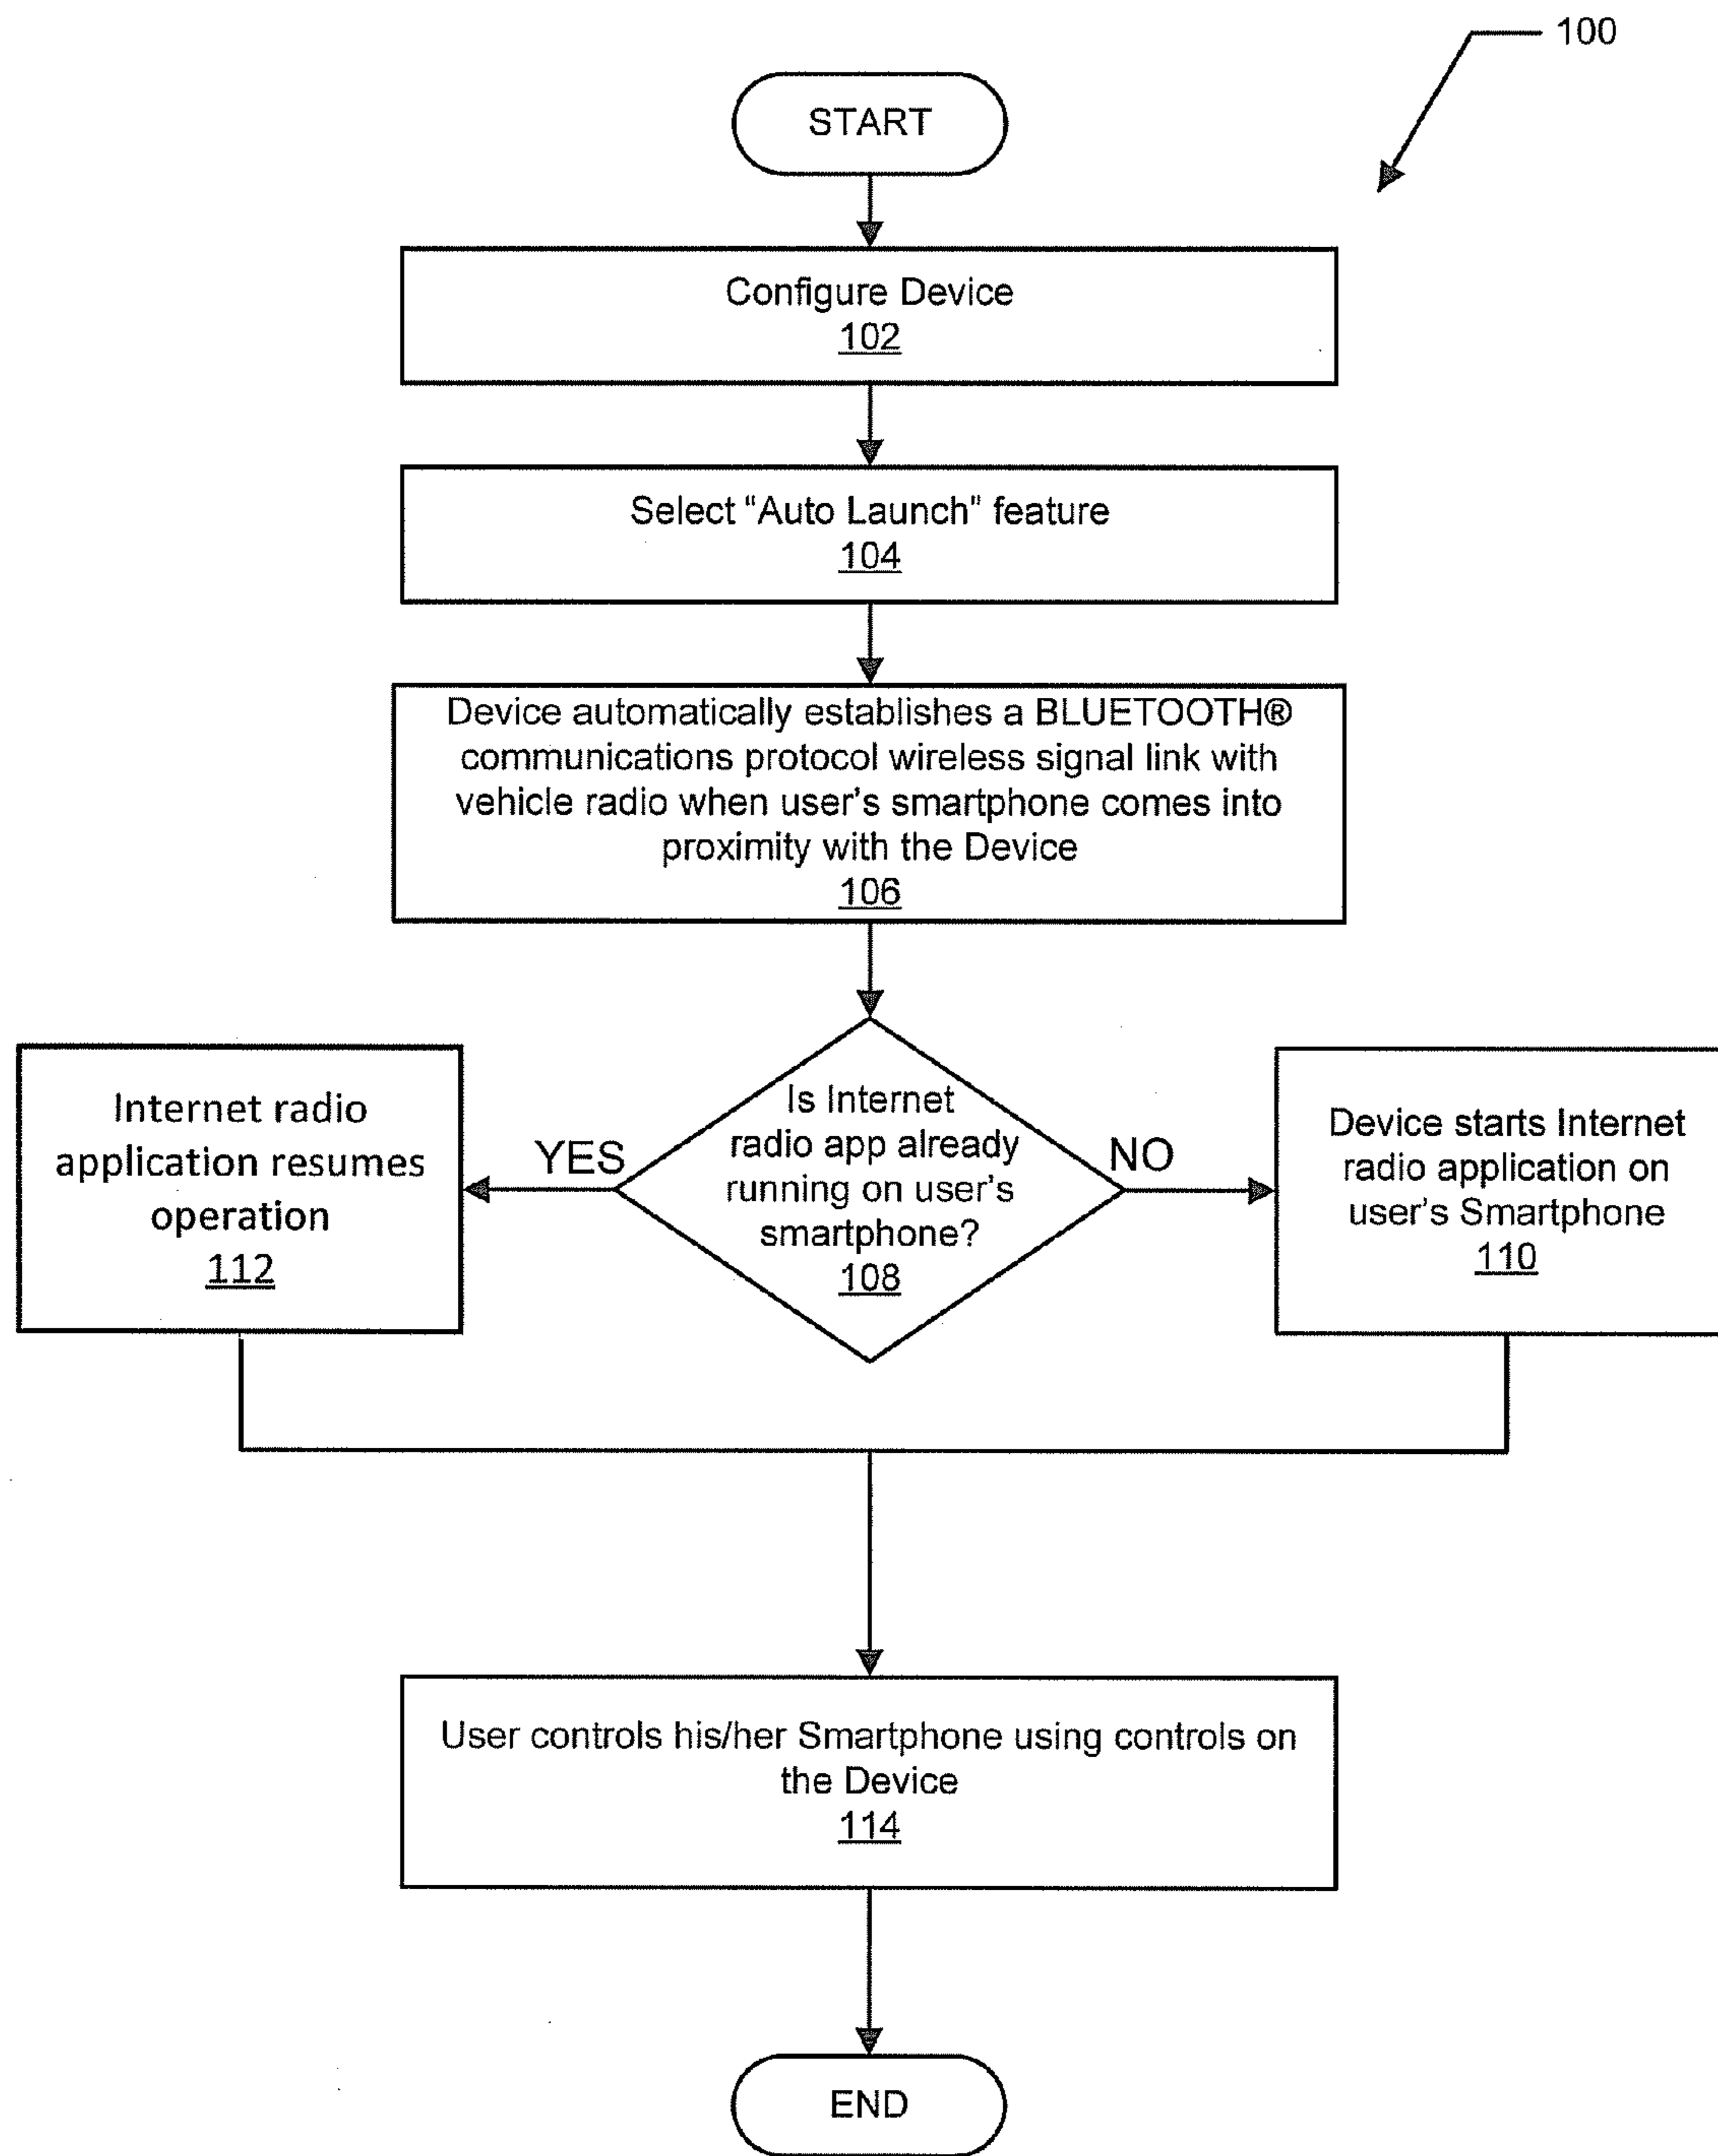 100
START
Configure Device
102
Select “Auto Launch” feature
104
Device automatically establishes a BLUETOOTH®
communications protocol wireless signal link with
vehicle radio when user's smartphone comes into
proximity with the Device
106
Is Internet
radio app already
running on user's
smartphone?
108
YES
NO
Internet radio
application resumes
operation
112
Device starts Internet
radio application on
user's Smartphone
110
User controls his/her Smartphone using controls on
the Device
114
END